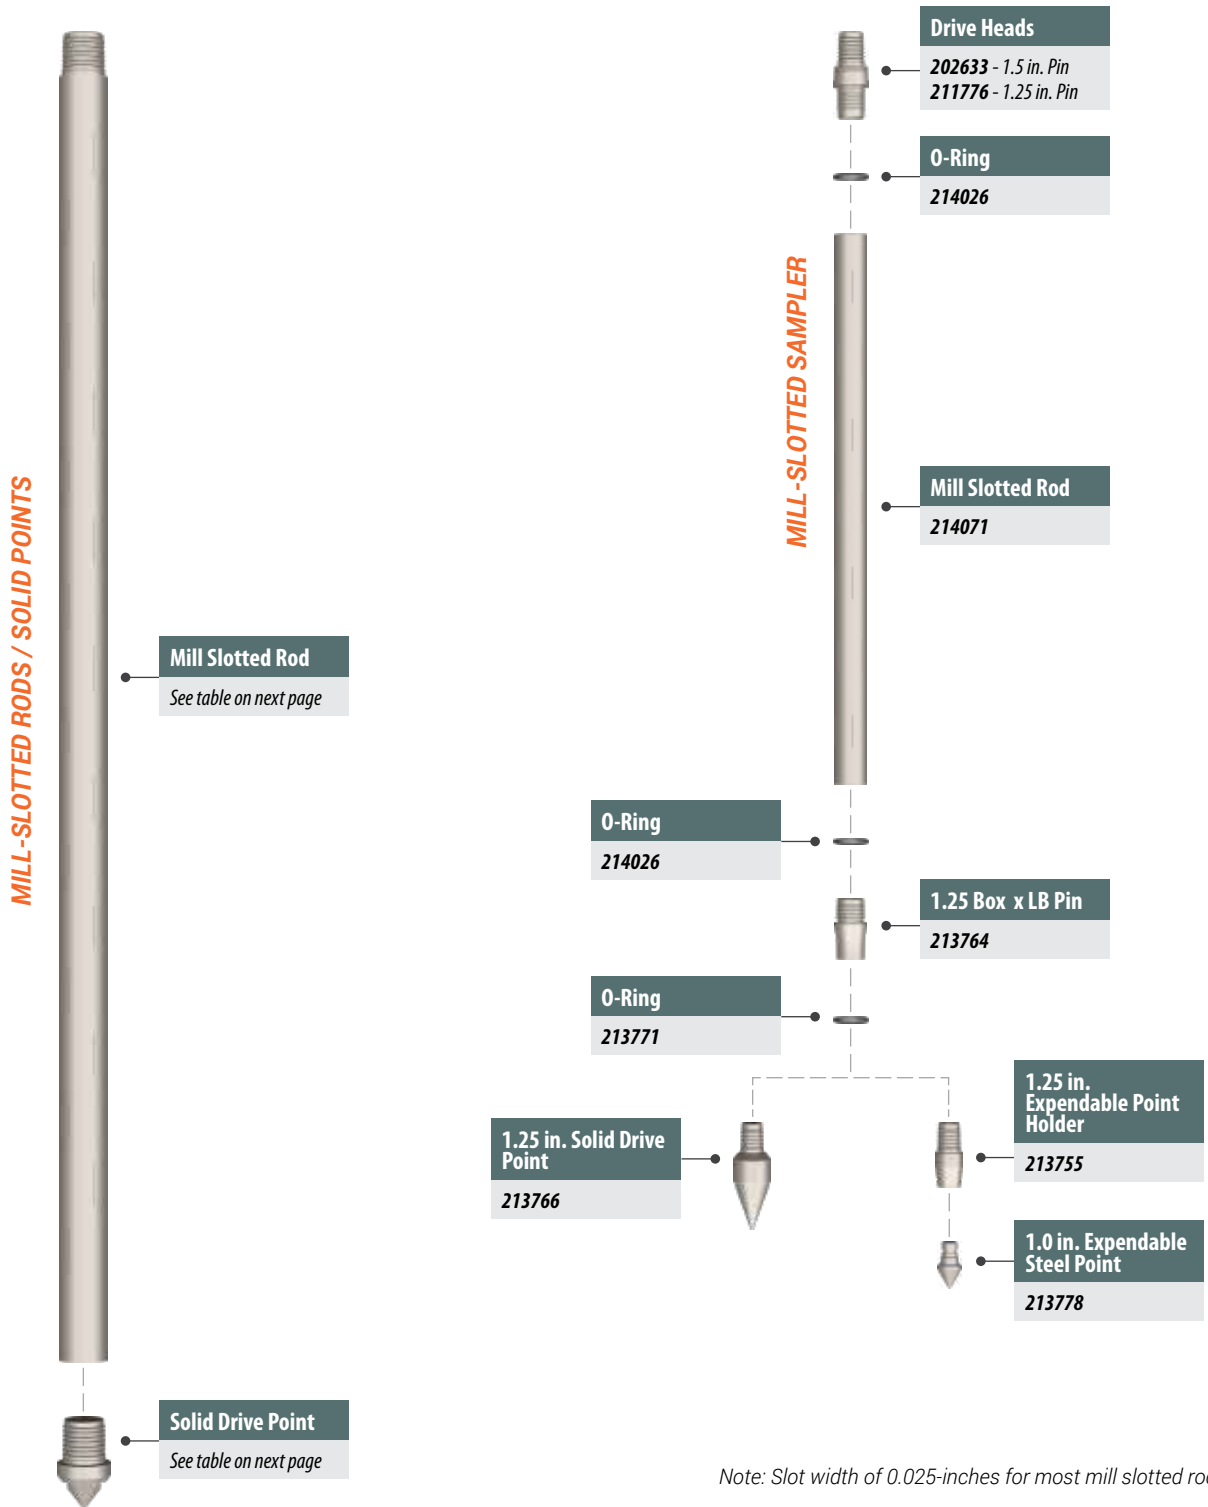 MILL-SLOTTED RODS / SOLID POINTS
Mill Slotted Rod
See table on next page
Solid Drive Point
See table on next page
MILL-SLOTTED SAMPLER
Drive Heads
202633 - 1.5 in. Pin
211776 - 1.25 in. Pin
O-Ring
214026
Mill Slotted Rod
214071
O-Ring
214026
1.25 Box x LB Pin
213764
O-Ring
213771
1.25 in. Solid Drive
Point
213766
1.25 in.
Expendable Point
Holder
213755
1.0 in. Expendable
Steel Point
213778
Note: Slot width of 0.025-inches for most mill slotted